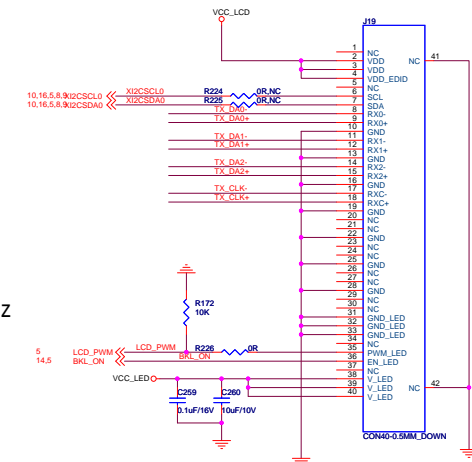 VCC_LCD
J19
1 NC
2 VDD NC 41
3 VDD
4 VDD_EDID
5 NC
10,16,5,8,9 XI2CSCL0 XI2CSCL0 R224 0R,NC 6 SCL
10,16,5,8,9 XI2CSDA0 XI2CSDA0 R225 0R,NC 7 SDA
TX_DA0- 8 RX0-
TX_DA0+ 9 RX0+
10 GND
TX_DA1- 11 RX1-
TX_DA1+ 12 RX1+
13 GND
TX_DA2- 14 RX2-
TX_DA2+ 15 RX2+
16 GND
TX_CLK- 17 RXC-
TX_CLK+ 18 RXC+
19 GND
20 NC
21 NC
22 GND
23 NC
24 NC
25 GND
26 NC
27 NC
28 GND
29 NC
30 NC
R172
10K
z
31 GND_LED
32 GND_LED
33 GND_LED
34 NC
5 LCD_PWM LCD_PWM R226 0R 35 PWM_LED
14,5 BKL_ON BKL_ON 36 EN_LED
37 NC
VCC_LED 38 V_LED NC 42
39 V_LED
40 V_LED
C259 C260
0.1uF/16V 10uF/10V
CON40-0.5MM_DOWN